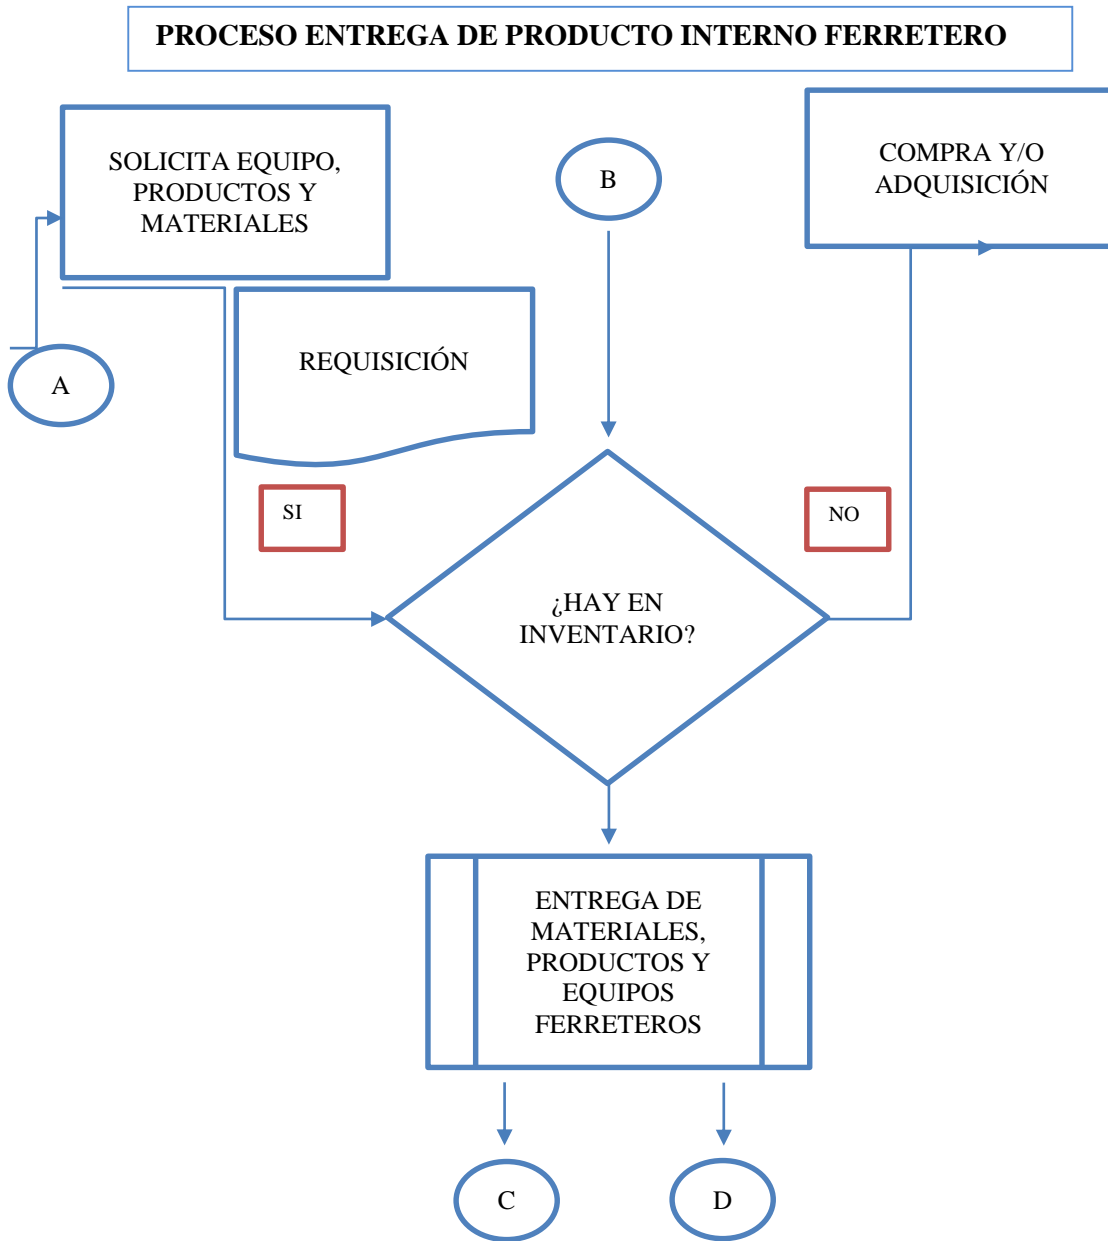 PROCESO ENTREGA DE PRODUCTO INTERNO FERRETERO
SOLICITA EQUIPO,
PRODUCTOS Y
MATERIALES
B
COMPRA Y/O
ADQUISICIÓN
REQUISICIÓN
A
SI
NO
¿HAY EN
INVENTARIO?
ENTREGA DE
MATERIALES,
PRODUCTOS Y
EQUIPOS
FERRETEROS
C
D